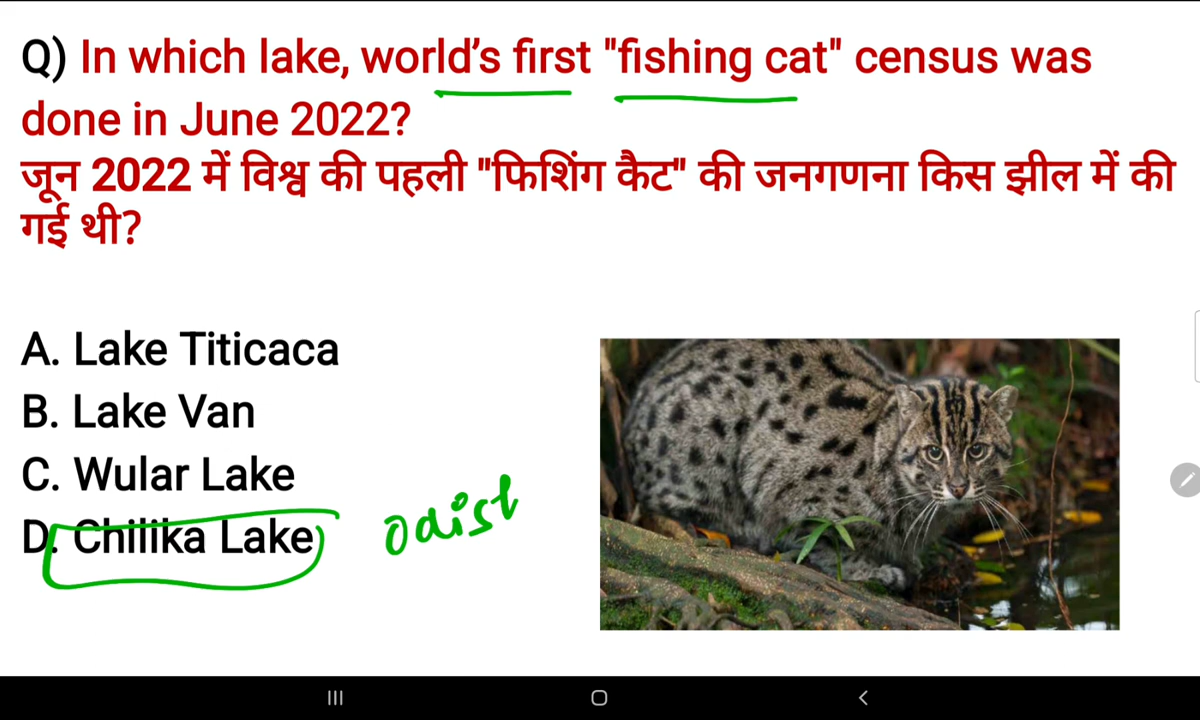 Q) In which lake, world's first "fishing cat" census was
done in June 2022?
जून 2022 में विश्व की पहली "फिशिंग कैट" की जनगणना किस झील में की
गई थी?
A. Lake Titicaca
B. Lake Van
C. Wular Lake
D. Chilika Lake
odist